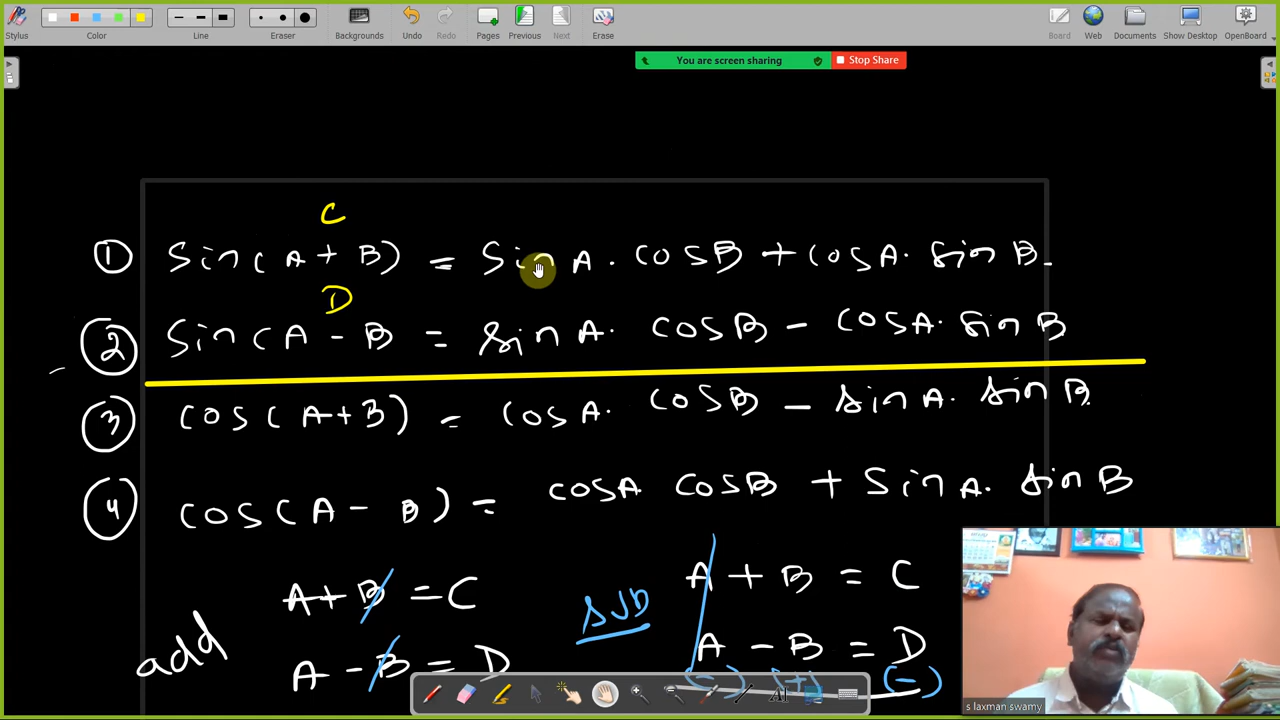 Stylus Color Line Eraser Backgrounds Undo Redo Pages Previous Next Erase Board Web Documents Show Desktop OpenBoard
You are screen sharing Stop Share
C
① Sin(A + B) = Sin A . cos B + cos A . sin B
D
② Sin(A - B = sin A . cos B - cos A . sin B
③ cos(A+B) = cos A . cos B - sin A . sin B
④ cos(A - B) = cos A cos B + Sin A . sin B
add A + B = C
A - B = D
sub A + B = C
A - B = D
(-) (+) (-)
s laxman swamy